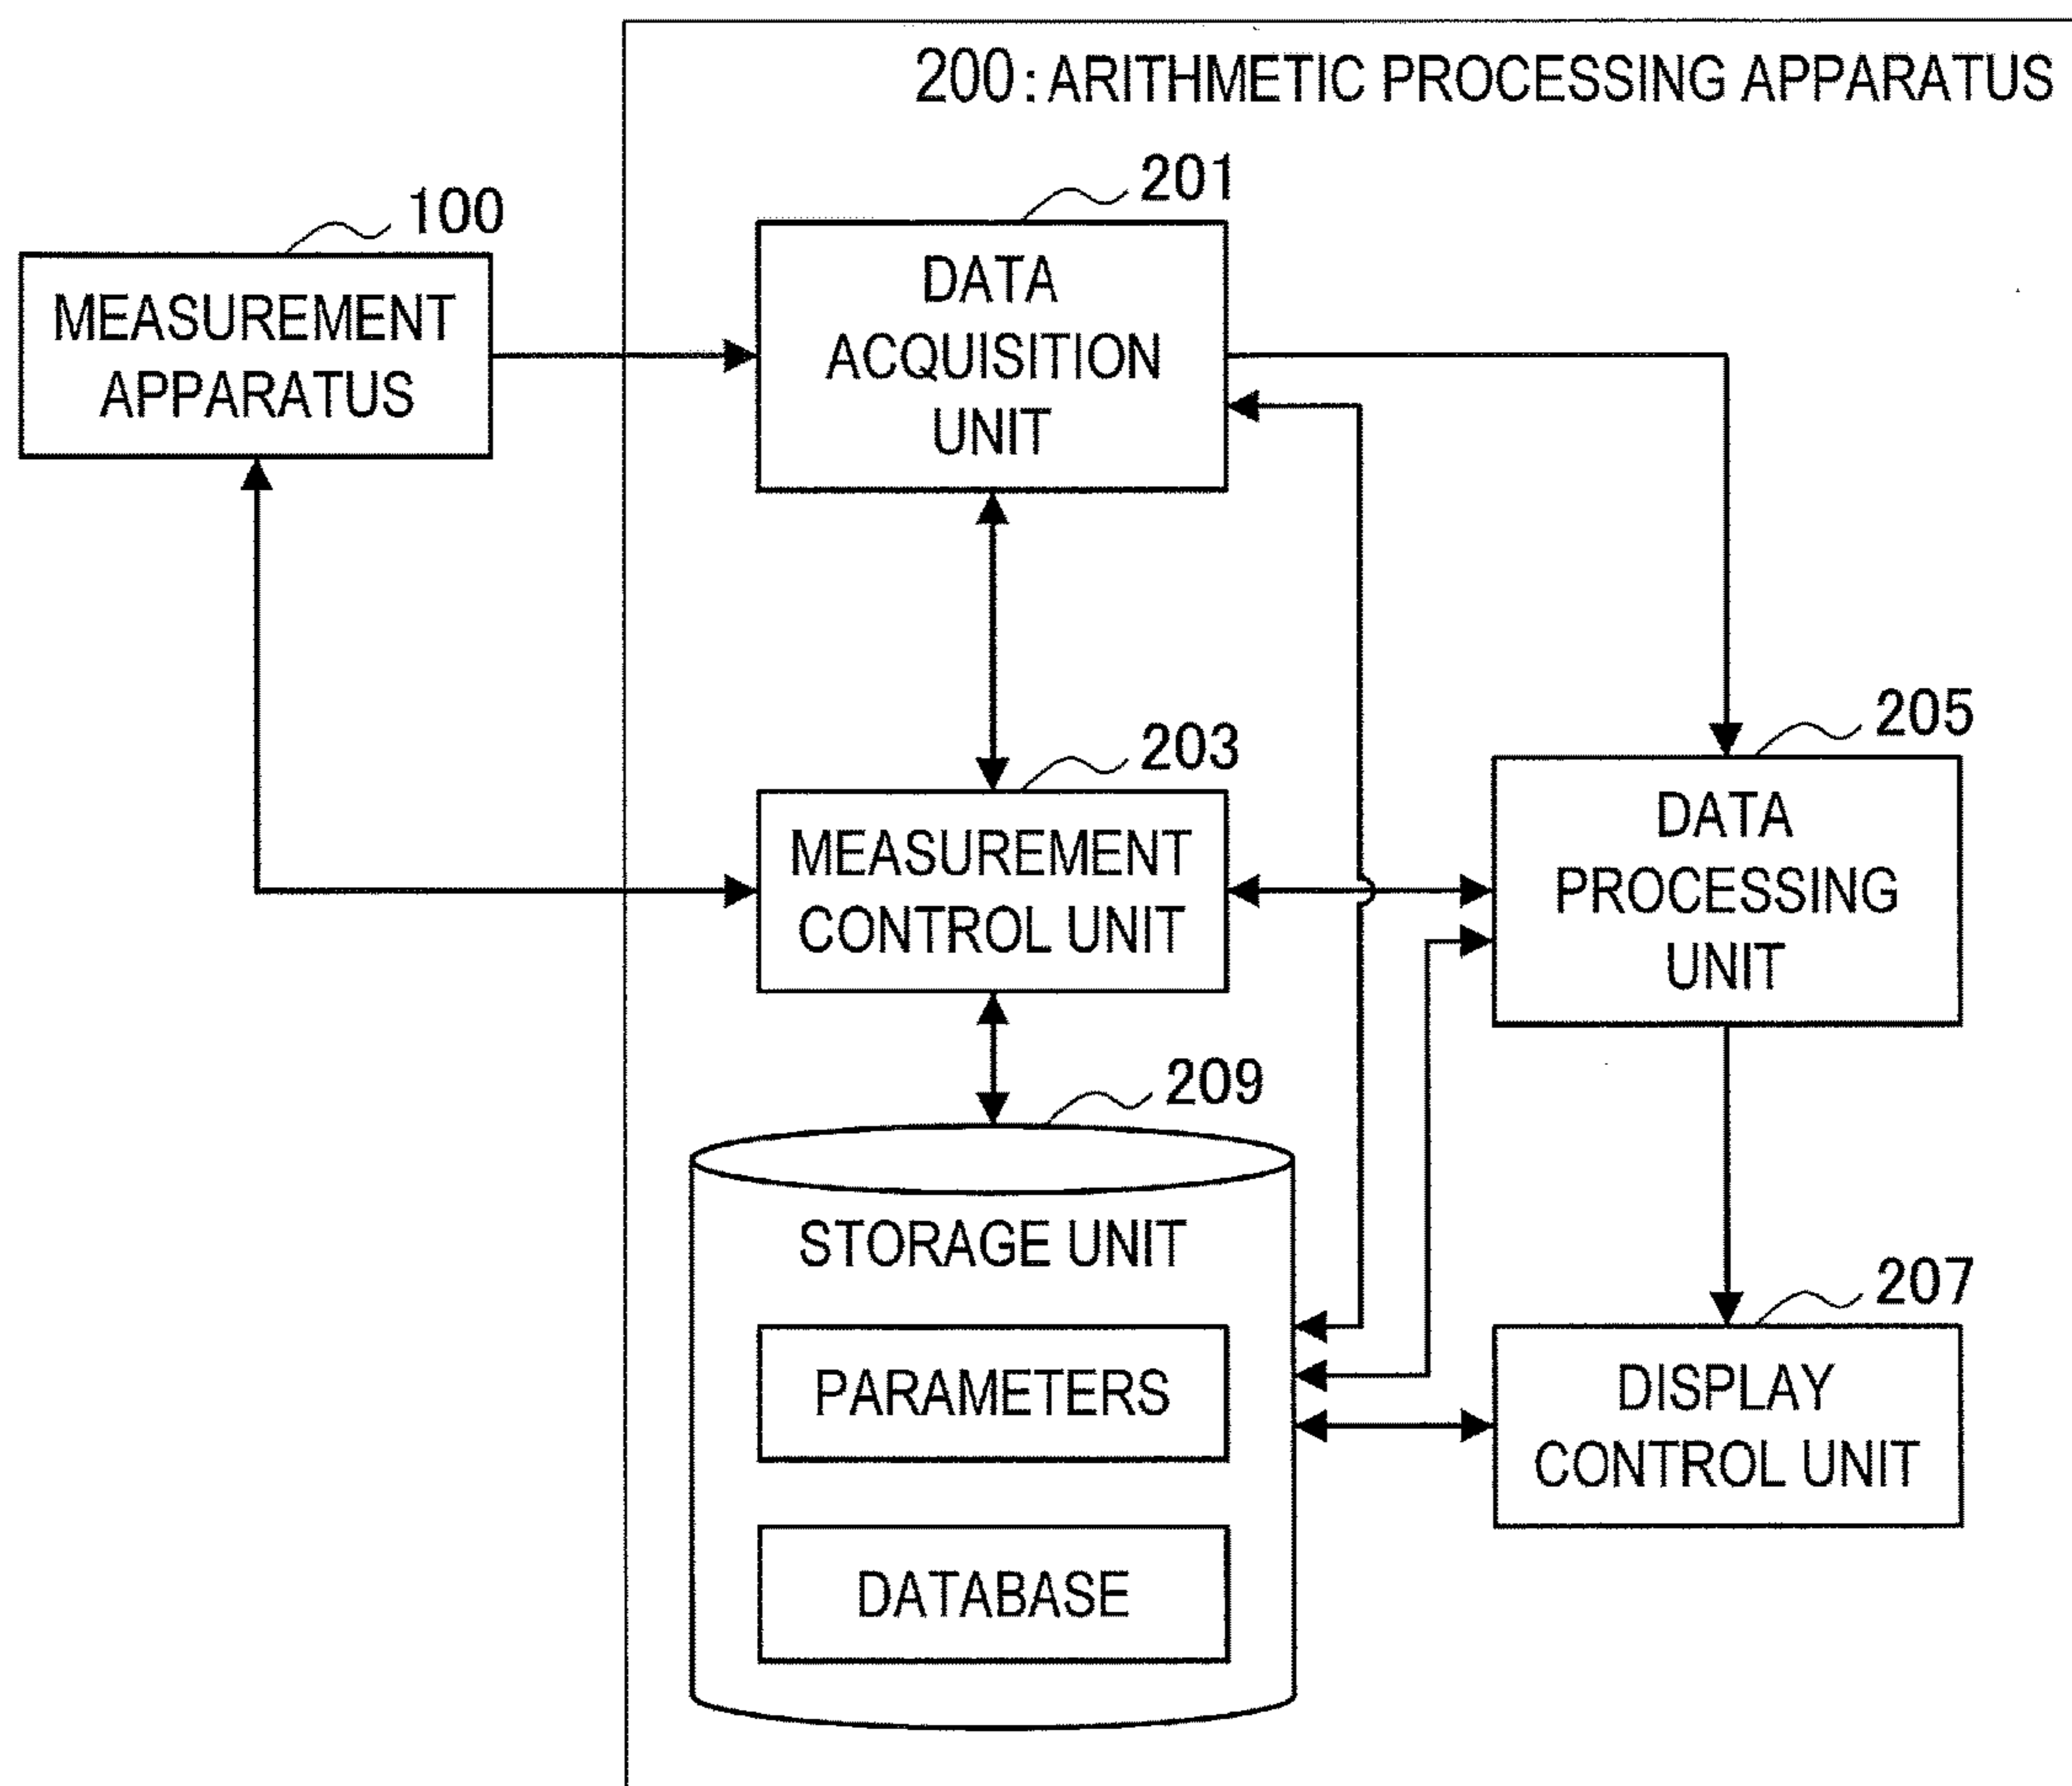 200: ARITHMETIC PROCESSING APPARATUS
100
MEASUREMENT
APPARATUS
201
DATA
ACQUISITION
UNIT
203
MEASUREMENT
CONTROL UNIT
205
DATA
PROCESSING
UNIT
209
STORAGE UNIT
PARAMETERS
DATABASE
207
DISPLAY
CONTROL UNIT